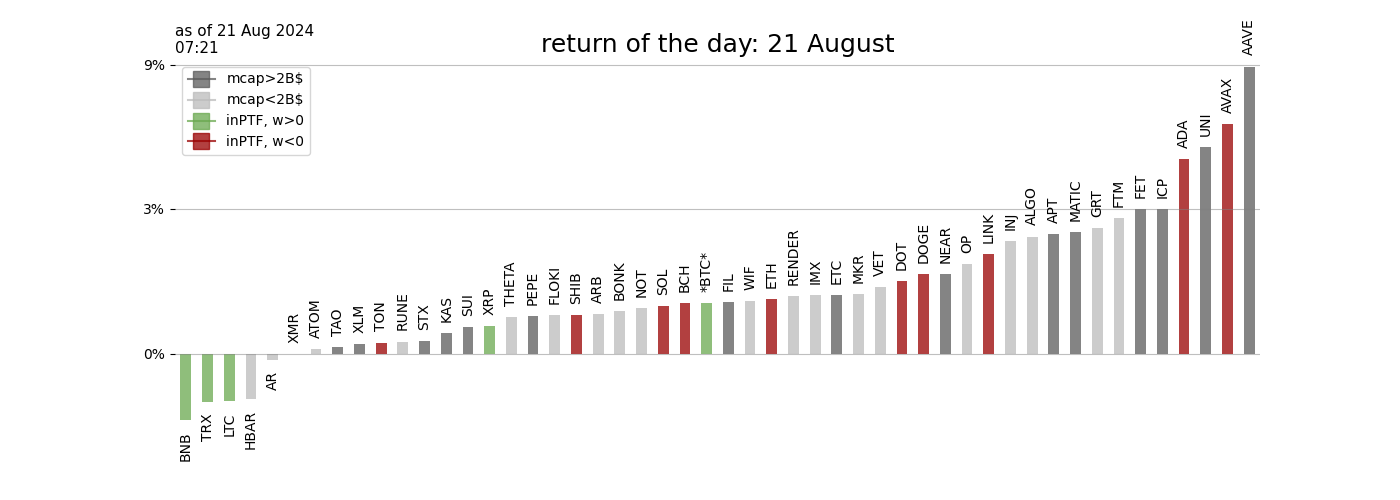 as of 21 Aug 2024
07:21
return of the day: 21 August
9%
3%
0%
mcap>2B$
mcap<2B$
inPTF, w>0
inPTF, w<0
BNB
TRX
LTC
HBAR
AR
XMR
ATOM
TAO
XLM
TON
RUNE
STX
KAS
SUI
XRP
THETA
PEPE
FLOKI
SHIB
ARB
BONK
NOT
SOL
BCH
*BTC*
FIL
WIF
ETH
RENDER
IMX
ETC
MKR
VET
DOT
DOGE
NEAR
OP
LINK
INJ
ALGO
APT
MATIC
GRT
FTM
FET
ICP
ADA
UNI
AVAX
AAVE